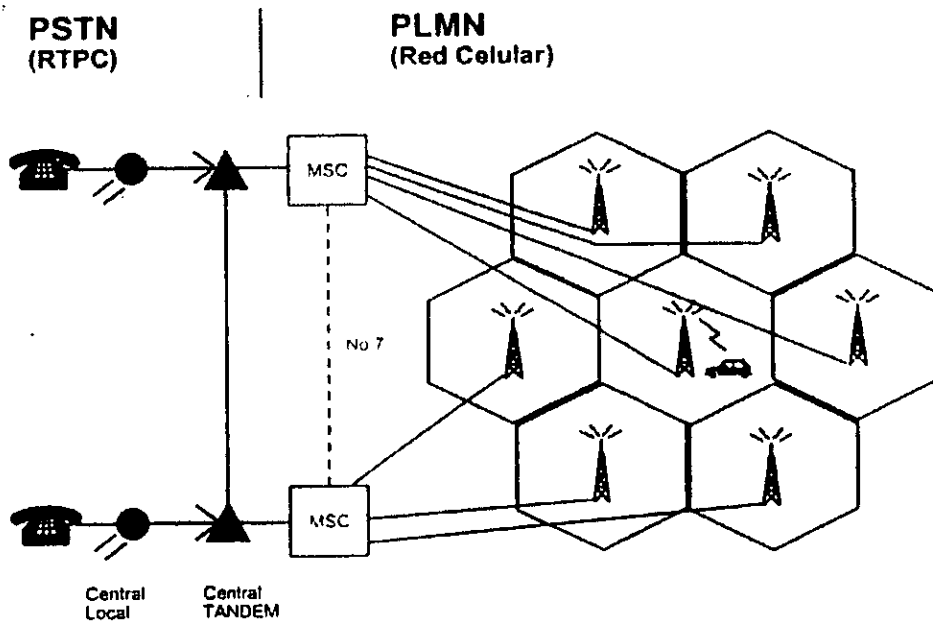 PSTN
(RTPC)
PLMN
(Red Celular)
MSC
No 7
MSC
Central
Local
Central
TANDEM